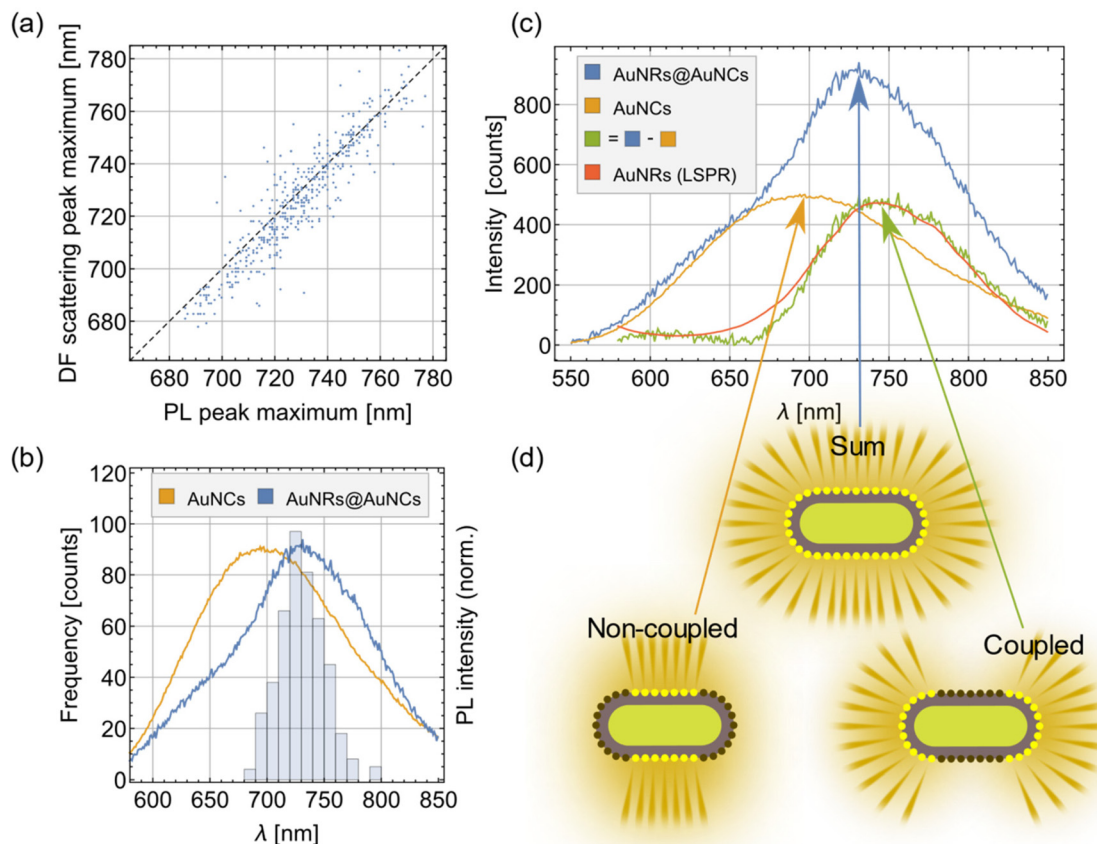 (a)
DF scattering peak maximum [nm]
780
760
740
720
700
680
680 700 720 740 760 780
PL peak maximum [nm]
(b)
Frequency [counts]
120
100
80
60
40
20
0
AuNCs AuNRs@AuNCs
PL intensity (norm.)
600 650 700 750 800 850
λ [nm]
(c)
Intensity [counts]
800
600
400
200
0
AuNRs@AuNCs
AuNCs
= -
AuNRs (LSPR)
550 600 650 700 750 800 850
λ [nm]
(d)
Sum
Non-coupled
Coupled